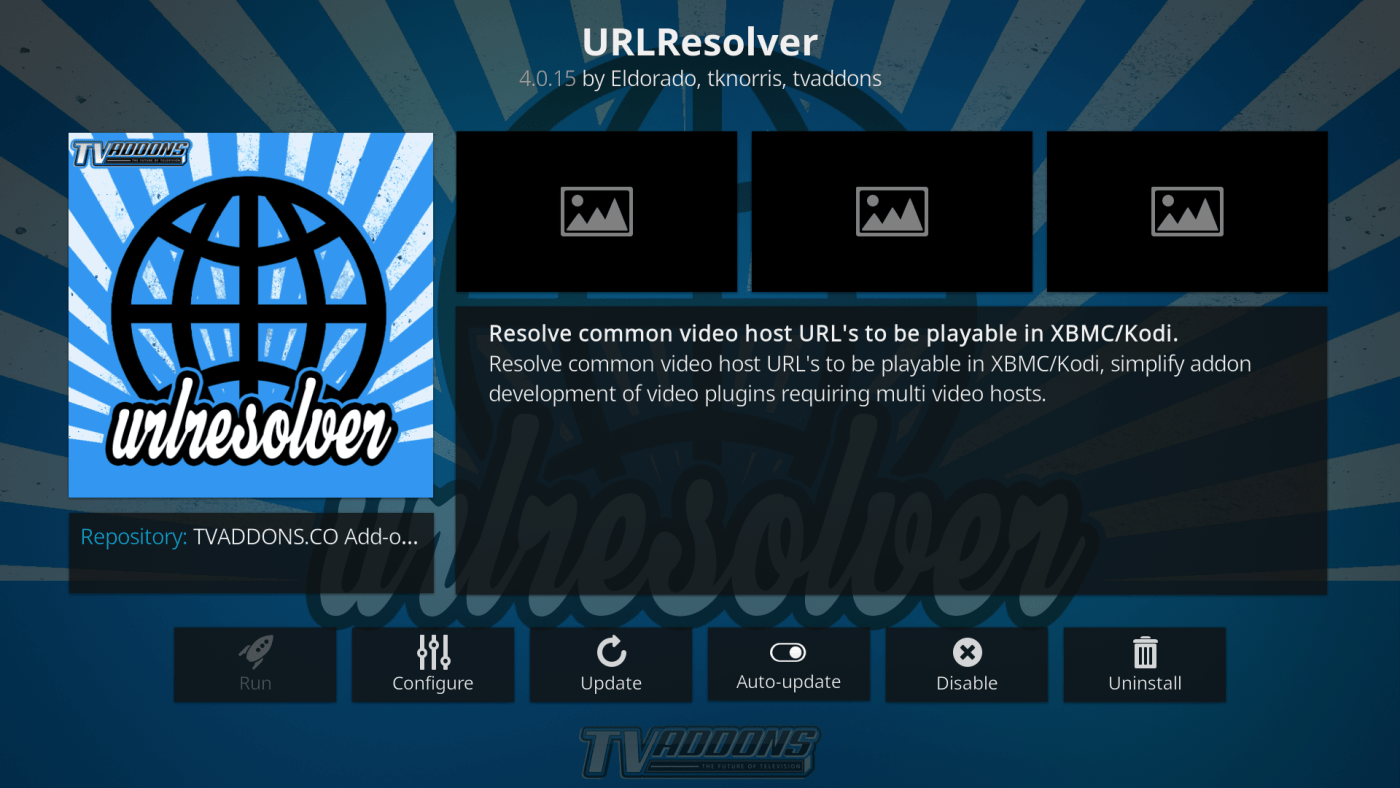 URLResolver
4.0.15 by Eldorado, tknorris, tvaddons
TVADDONS
THE FUTURE OF TELEVISION
urlresolver
Resolve common video host URL's to be playable in XBMC/Kodi.
Resolve common video host URL's to be playable in XBMC/Kodi, simplify addon
development of video plugins requiring multi video hosts.
urlresolver
Repository: TVADDONS.CO Add-o...
Run
Configure
Update
Auto-update
Disable
Uninstall
TVADDONS
THE FUTURE OF TELEVISION